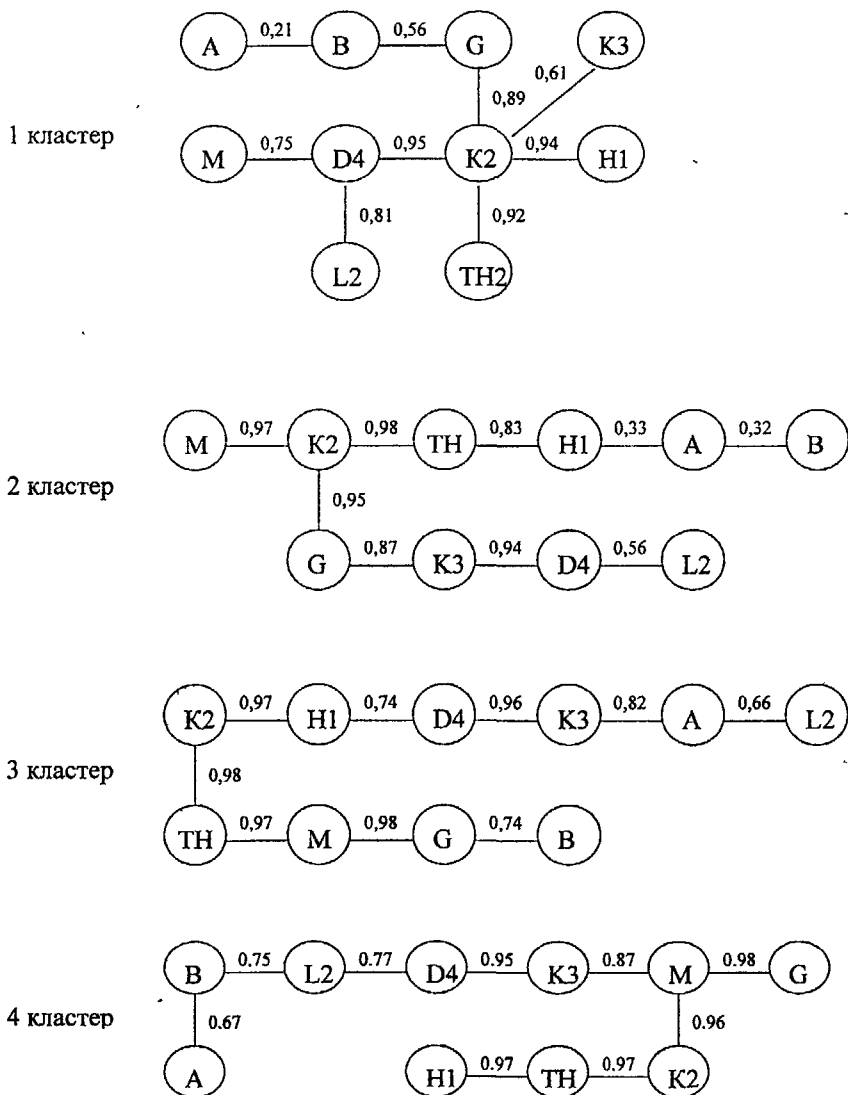 0,21 0,56
A B G K3
0,61
0,89
1 кластер
0,75 0,95 0,94
M D4 K2 H1
0,81 0,92
L2 TH2
0,97 0,98 0,83 0,33 0,32
M K2 TH H1 A B
2 кластер
0,95
0,87 0,94 0,56
G K3 D4 L2
0,97 0,74 0,96 0,82 0,66
K2 H1 D4 K3 A L2
3 кластер
0,98
0,97 0,98 0,74
TH M G B
0.75 0.77 0.95 0.87 0.98
B L2 D4 K3 M G
4 кластер
0.67 0.96
0.97 0.97
A H1 TH K2